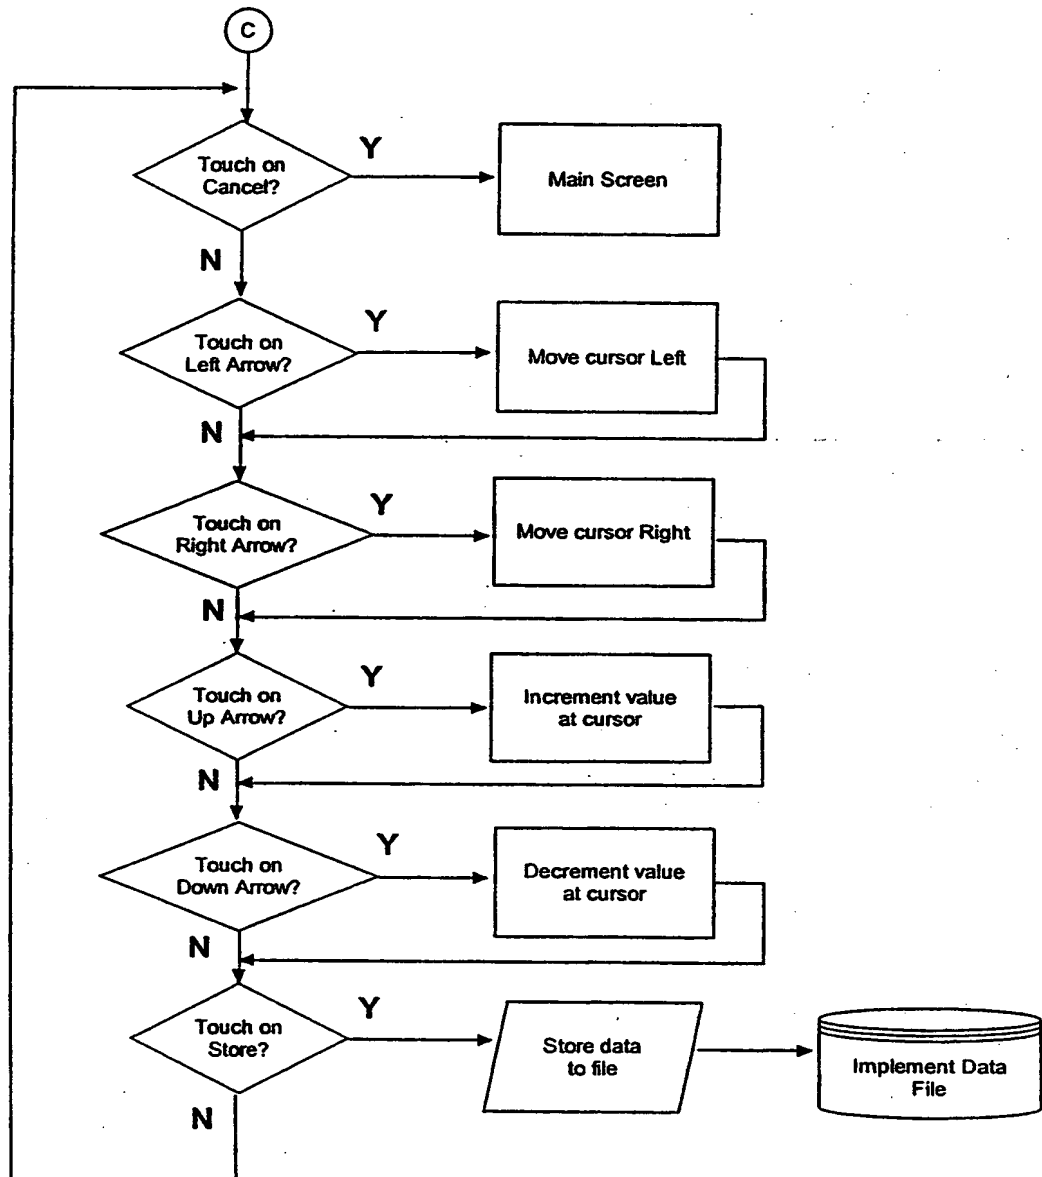 C
Touch on
Cancel?
Y
Main Screen
N
Touch on
Left Arrow?
Y
Move cursor Left
N
Touch on
Right Arrow?
Y
Move cursor Right
N
Touch on
Up Arrow?
Y
Increment value
at cursor
N
Touch on
Down Arrow?
Y
Decrement value
at cursor
N
Touch on
Store?
Y
Store data
to file
Implement Data
File
N